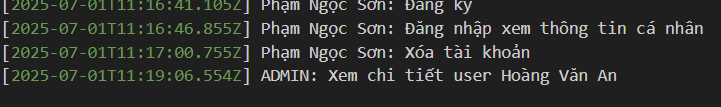 [2025-07-01T11:16:41.105Z] Phạm Ngọc Sơn: Đăng ký
[2025-07-01T11:16:46.855Z] Phạm Ngọc Sơn: Đăng nhập xem thông tin cá nhân
[2025-07-01T11:17:00.755Z] Phạm Ngọc Sơn: Xóa tài khoản
[2025-07-01T11:19:06.554Z] ADMIN: Xem chi tiết user Hoàng Văn An